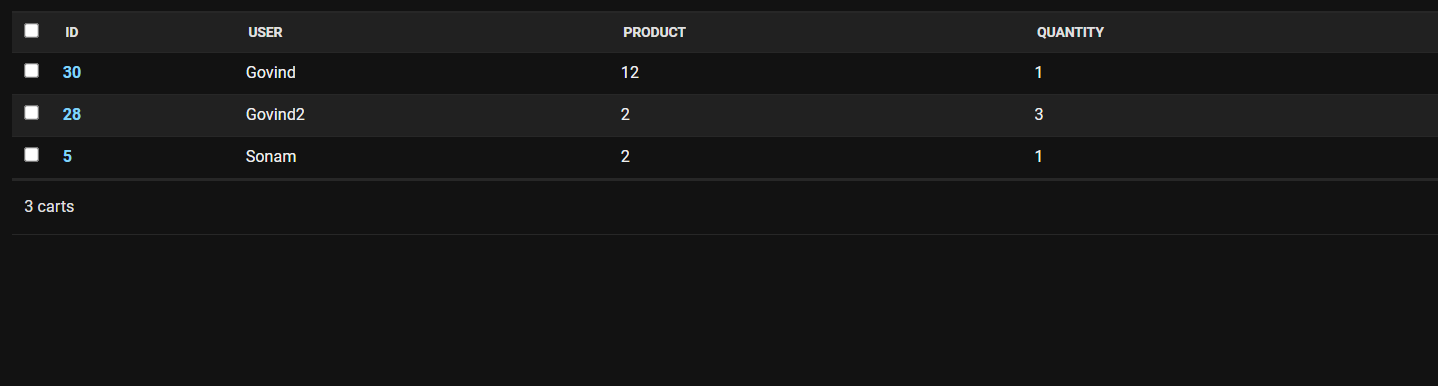 ID USER PRODUCT QUANTITY
30 Govind 12 1
28 Govind2 2 3
5 Sonam 2 1
3 carts